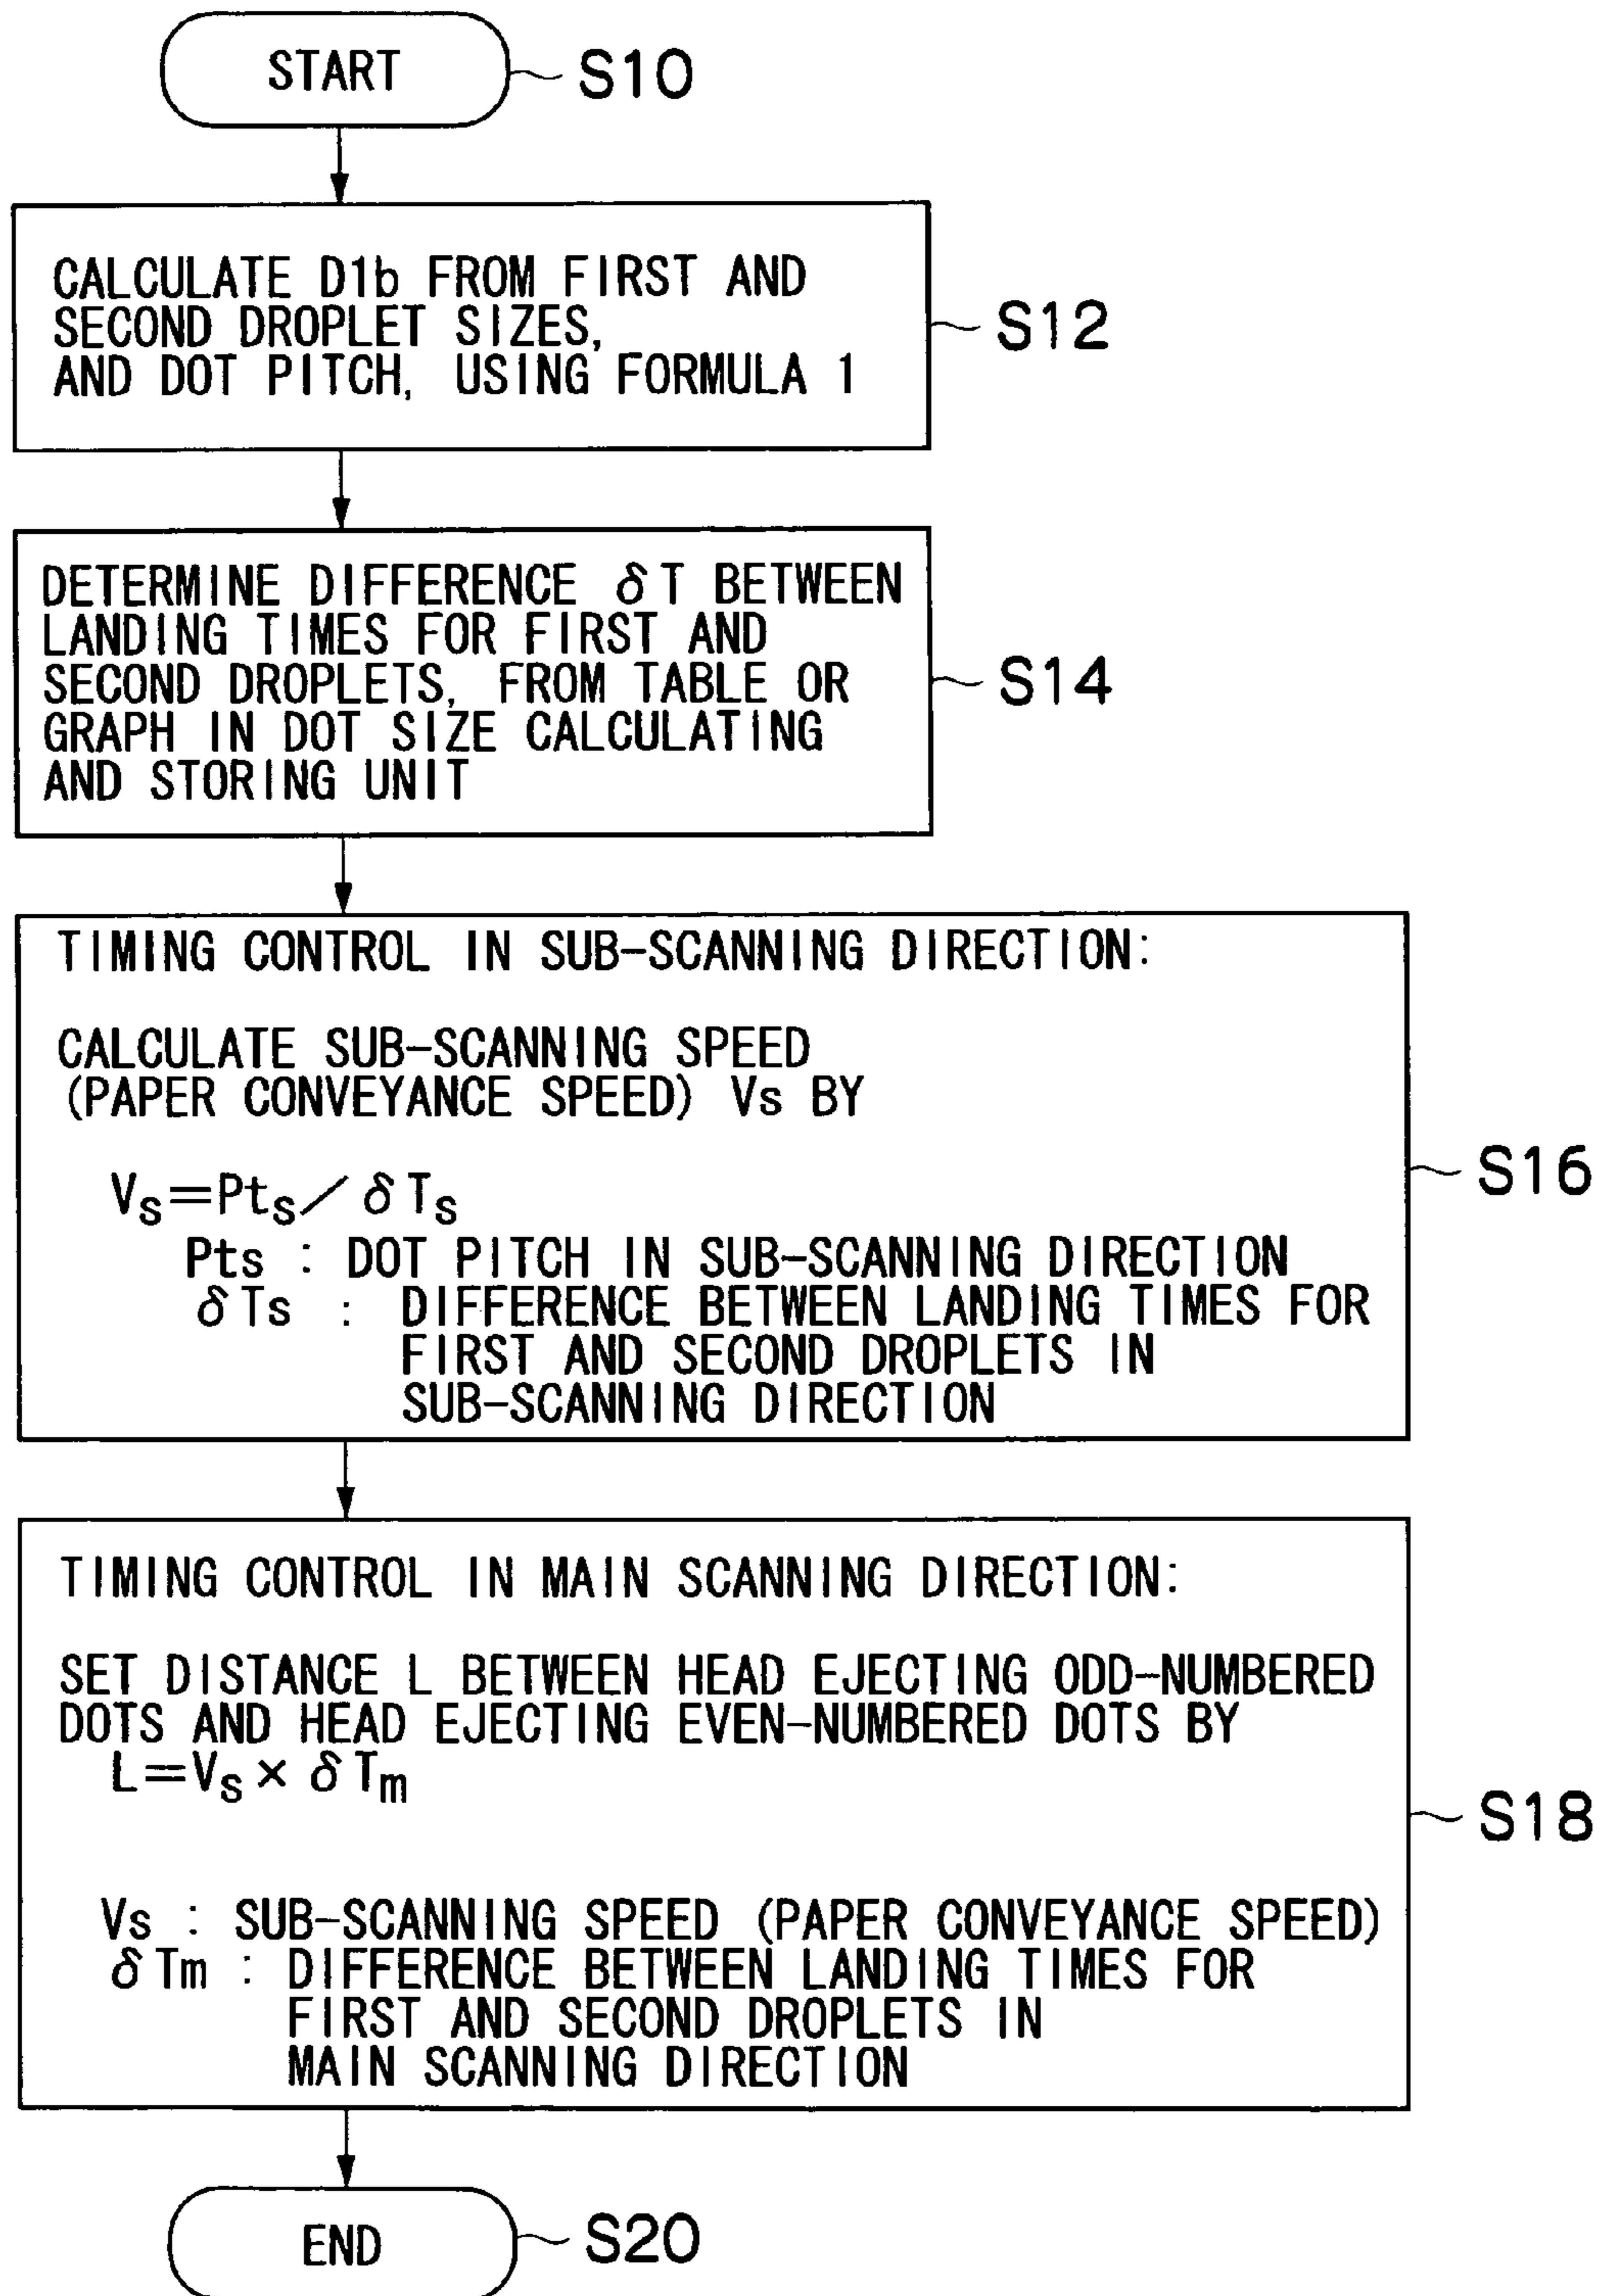 START
S10
CALCULATE D1b FROM FIRST AND
SECOND DROPLET SIZES,
AND DOT PITCH, USING FORMULA 1
S12
DETERMINE DIFFERENCE δT BETWEEN
LANDING TIMES FOR FIRST AND
SECOND DROPLETS, FROM TABLE OR
GRAPH IN DOT SIZE CALCULATING
AND STORING UNIT
S14
TIMING CONTROL IN SUB-SCANNING DIRECTION:
CALCULATE SUB-SCANNING SPEED
(PAPER CONVEYANCE SPEED) Vs BY
Vs=Pts/δTs
Pts : DOT PITCH IN SUB-SCANNING DIRECTION
δTs : DIFFERENCE BETWEEN LANDING TIMES FOR
FIRST AND SECOND DROPLETS IN
SUB-SCANNING DIRECTION
S16
TIMING CONTROL IN MAIN SCANNING DIRECTION:
SET DISTANCE L BETWEEN HEAD EJECTING ODD-NUMBERED
DOTS AND HEAD EJECTING EVEN-NUMBERED DOTS BY
L=Vs×δTm
Vs : SUB-SCANNING SPEED (PAPER CONVEYANCE SPEED)
δTm : DIFFERENCE BETWEEN LANDING TIMES FOR
FIRST AND SECOND DROPLETS IN
MAIN SCANNING DIRECTION
S18
END
S20